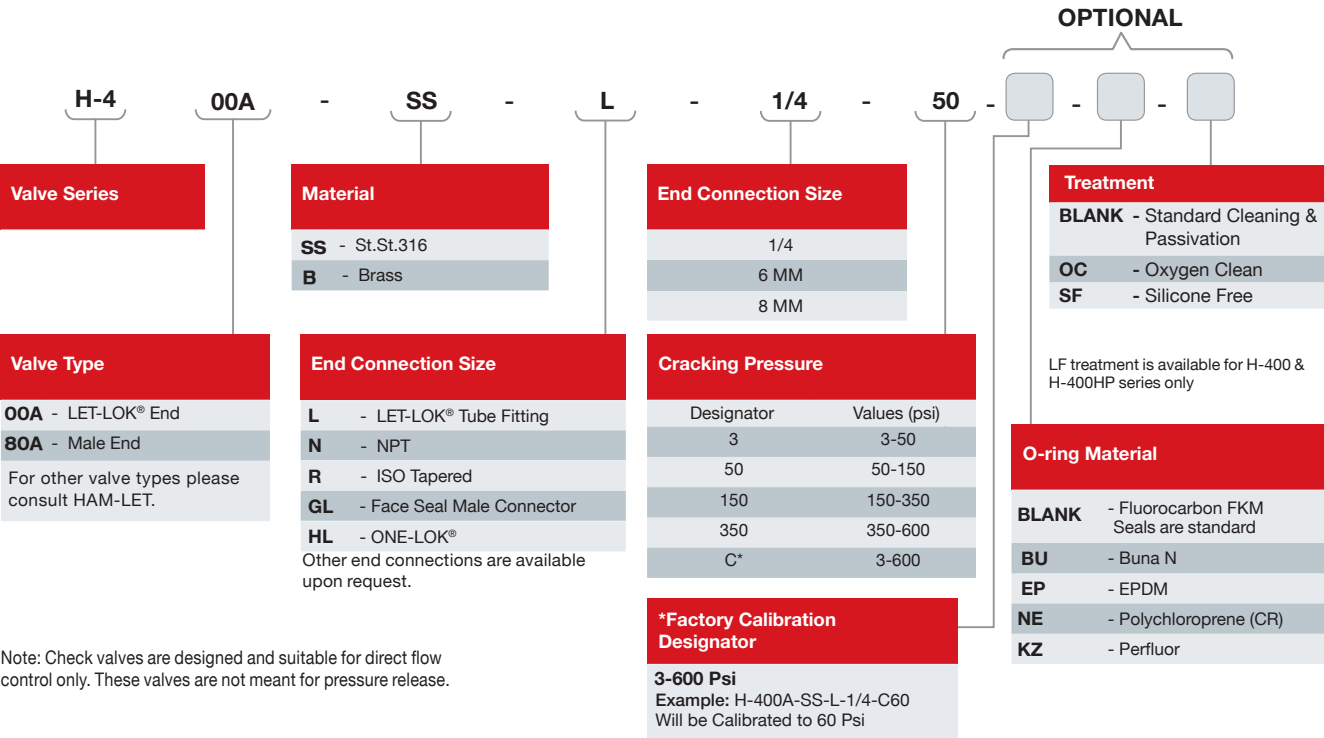 OPTIONAL
H-4 00A - SS - L - 1/4 - 50 - - -
Valve Series
Material
SS - St.St.316
B - Brass
End Connection Size
1/4
6 MM
8 MM
Treatment
BLANK - Standard Cleaning &
Passivation
OC - Oxygen Clean
SF - Silicone Free
LF treatment is available for H-400 &
H-400HP series only
Valve Type
00A - LET-LOK® End
80A - Male End
For other valve types please
consult HAM-LET.
End Connection Size
L - LET-LOK® Tube Fitting
N - NPT
R - ISO Tapered
GL - Face Seal Male Connector
HL - ONE-LOK®
Other end connections are available
upon request.
Cracking Pressure
Designator Values (psi)
3 3-50
50 50-150
150 150-350
350 350-600
C* 3-600
O-ring Material
BLANK - Fluorocarbon FKM
Seals are standard
BU - Buna N
EP - EPDM
NE - Polychloroprene (CR)
KZ - Perfluor
*Factory Calibration
Designator
3-600 Psi
Example: H-400A-SS-L-1/4-C60
Will be Calibrated to 60 Psi
Note: Check valves are designed and suitable for direct flow
control only. These valves are not meant for pressure release.